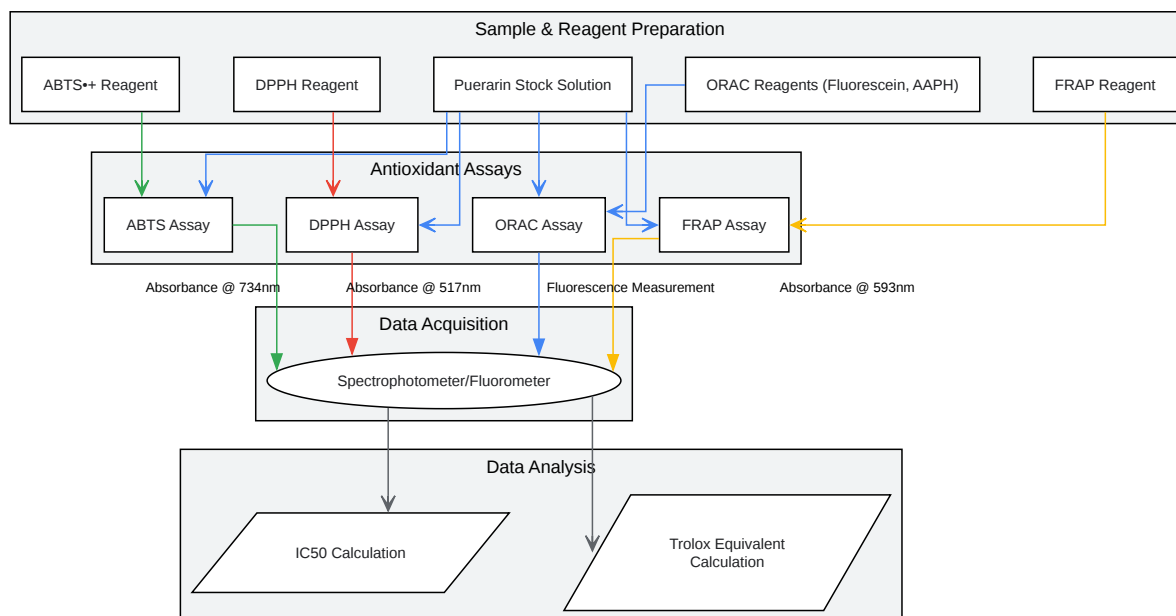 Sample & Reagent Preparation
ABTS•+ Reagent
DPPH Reagent
Puerarin Stock Solution
ORAC Reagents (Fluorescein, AAPH)
FRAP Reagent
Antioxidant Assays
ABTS Assay
DPPH Assay
ORAC Assay
FRAP Assay
Absorbance @ 734nm
Absorbance @ 517nm
Fluorescence Measurement
Absorbance @ 593nm
Data Acquisition
Spectrophotometer/Fluorometer
Data Analysis
IC50 Calculation
Trolox Equivalent
Calculation